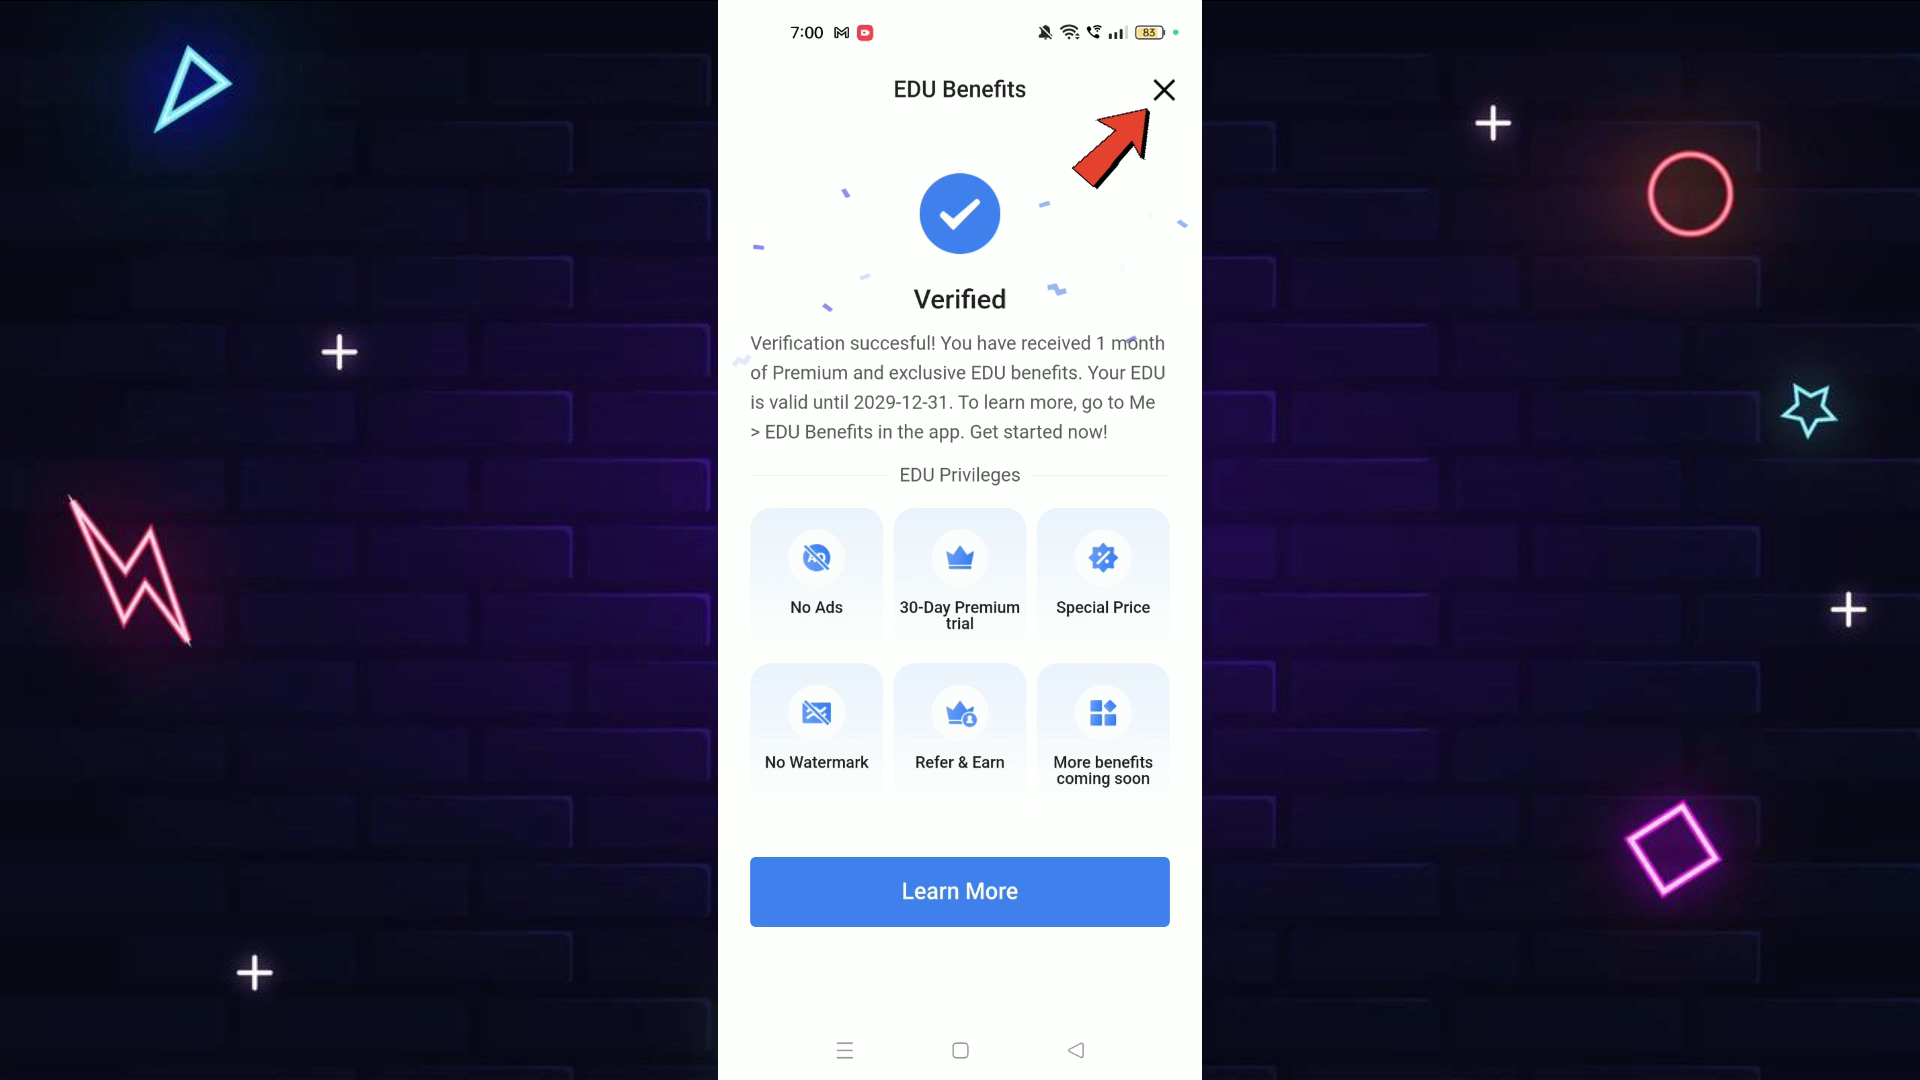 7:00
83
EDU Benefits
Verified
Verification succesful! You have received 1 month
of Premium and exclusive EDU benefits. Your EDU
is valid until 2029-12-31. To learn more, go to Me
> EDU Benefits in the app. Get started now!
EDU Privileges
AD
No Ads
30-Day Premium
trial
Special Price
No Watermark
Refer & Earn
More benefits
coming soon
Learn More